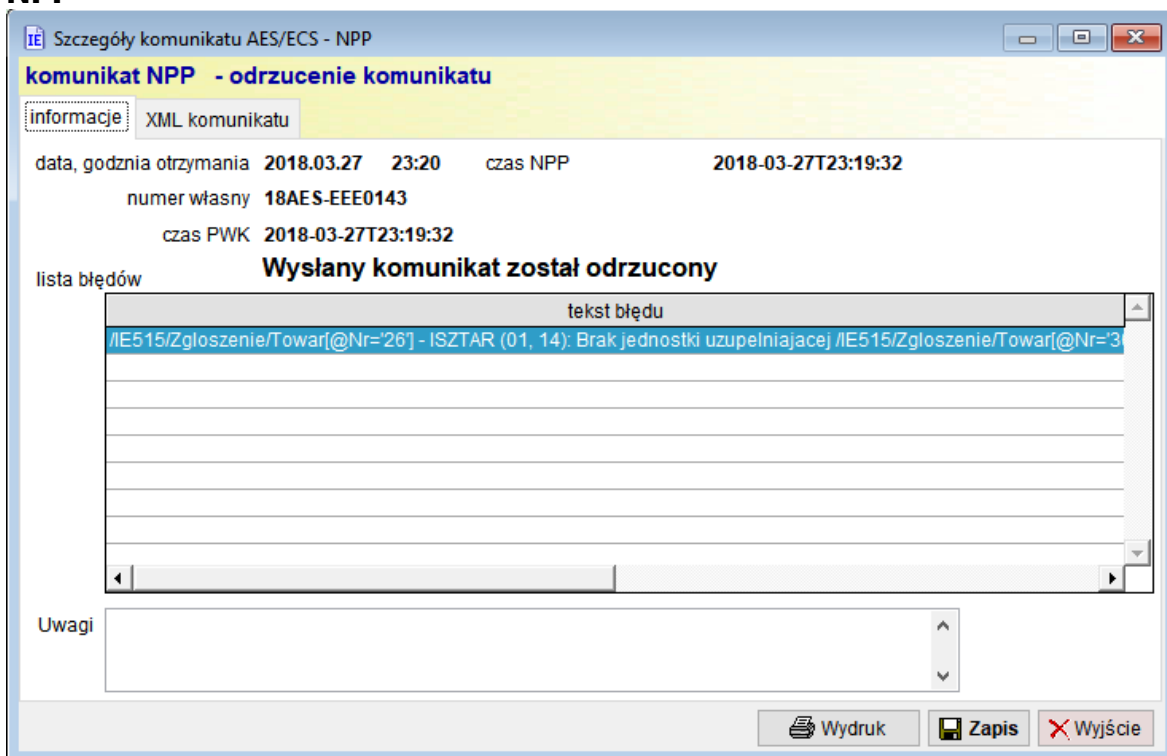 Szczegóły komunikatu AES/ECS - NPP
komunikat NPP - odrzucenie komunikatu
informacje XML komunikatu
data, godznia otrzymania 2018.03.27 23:20 czas NPP 2018-03-27T23:19:32
numer własny 18AES-EEE0143
czas PWK 2018-03-27T23:19:32
Wysłany komunikat został odrzucony
lista błędów
tekst błędu
/IE515/Zgloszenie/Towar[@Nr='26'] - ISZTAR (01, 14): Brak jednostki uzupelniajacej /IE515/Zgloszenie/Towar[@Nr='3
Uwagi
Wydruk Zapis Wyjście